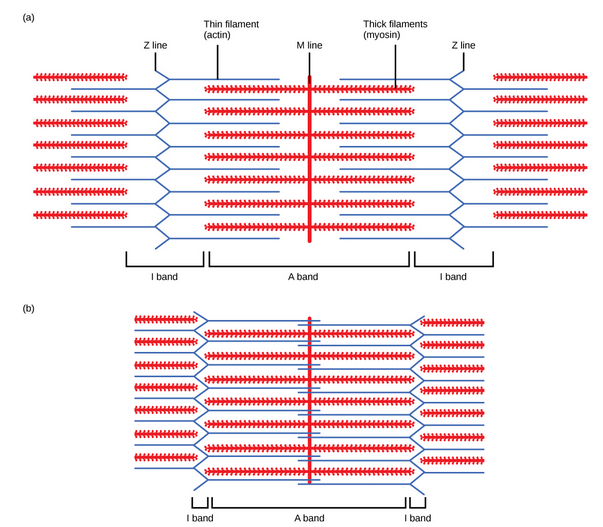 (a)
Thin filament
(actin)
Thick filaments
(myosin)
Z line
M line
Z line
I band
A band
I band
(b)
I band
A band
I band